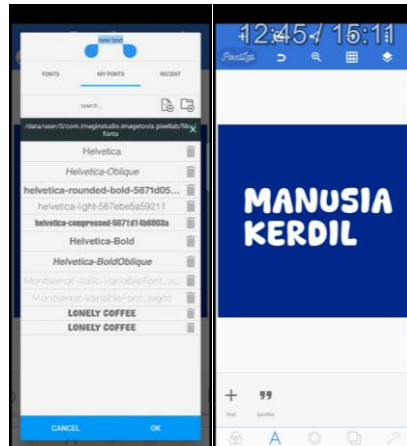 new text
FONTS
MY FONTS
RECENT
search...
/data/user/0/com.imaginstudio.imagetools.pixellab/files/
fonts
Helvetica
Helvetica-Oblique
helvetica-rounded-bold-5871d05...
helvetica-light-587ebe5a59211
helvetica-compressed-5871d14b6903a
Helvetica-Bold
Helvetica-BoldOblique
Montserrat-Italic-VariableFont_w...
Montserrat-VariableFont_wght
LONELY COFFEE
LONELY COFFEE
CANCEL
OK
12:45 / 15:11
PixelLab
MANUSIA
KERDIL
text
quotes